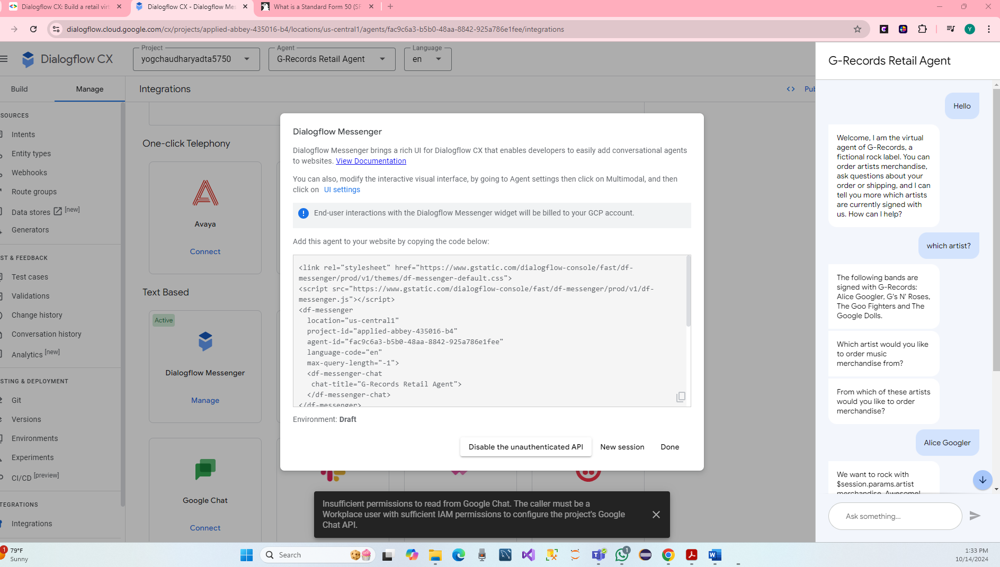 Dialogflow CX: Build a retail virt
Dialogflow CX - Dialogflow Mes
What is a Standard Form 50 (SF
dialogflow.cloud.google.com/cx/projects/applied-abbey-435016-b4/locations/us-central1/agents/fac9c6a3-b5b0-48aa-8842-925a786e1fee/integrations
Y
Dialogflow CX
Project
yogchaudharyadta5750
Agent
G-Records Retail Agent
Language
en
Build
Manage
Integrations
Pub
SOURCES
Intents
Entity types
Webhooks
Route groups
Data stores [new]
Generators
ST & FEEDBACK
Test cases
Validations
Change history
Conversation history
Analytics [new]
STING & DEPLOYMENT
Git
Versions
Environments
Experiments
CI/CD [preview]
TEGRATIONS
Integrations
One-click Telephony
Avaya
Connect
Text Based
Active
Dialogflow Messenger
Manage
Google Chat
Connect
Dialogflow Messenger
Dialogflow Messenger brings a rich UI for Dialogflow CX that enables developers to easily add conversational agents
to websites. View Documentation
You can also, modify the interactive visual interface, by going to Agent settings then click on Multimodal, and then
click on UI settings
End-user interactions with the Dialogflow Messenger widget will be billed to your GCP account.
Add this agent to your website by copying the code below:
<link rel="stylesheet" href="https://www.gstatic.com/dialogflow-console/fast/df-
messenger/prod/v1/themes/df-messenger-default.css">
<script src="https://www.gstatic.com/dialogflow-console/fast/df-messenger/prod/v1/df-
messenger.js"></script>
<df-messenger
location="us-central1"
project-id="applied-abbey-435016-b4"
agent-id="fac9c6a3-b5b0-48aa-8842-925a786e1fee"
language-code="en"
max-query-length="-1">
<df-messenger-chat
chat-title="G-Records Retail Agent">
</df-messenger-chat>
</df-messenger>
Environment: Draft
Disable the unauthenticated API
New session
Done
Insufficient permissions to read from Google Chat. The caller must be a
Workplace user with sufficient IAM permissions to configure the project's Google
Chat API.
G-Records Retail Agent
Hello
Welcome, I am the virtual
agent of G-Records, a
fictional rock label. You can
order artists merchandise,
ask questions about your
order or shipping, and I can
tell you more which artists
are currently signed with
us. How can I help?
which artist?
The following bands are
signed with G-Records:
Alice Googler, G's N' Roses,
The Goo Fighters and The
Google Dolls.
Which artist would you like
to order music
merchandise from?
From which of these artists
would you like to order
merchandise?
Alice Googler
We want to rock with
$session.params.artist
merchandise. Awesome!
Ask something...
1
79°F
Sunny
Search
1
1:33 PM
10/14/2024